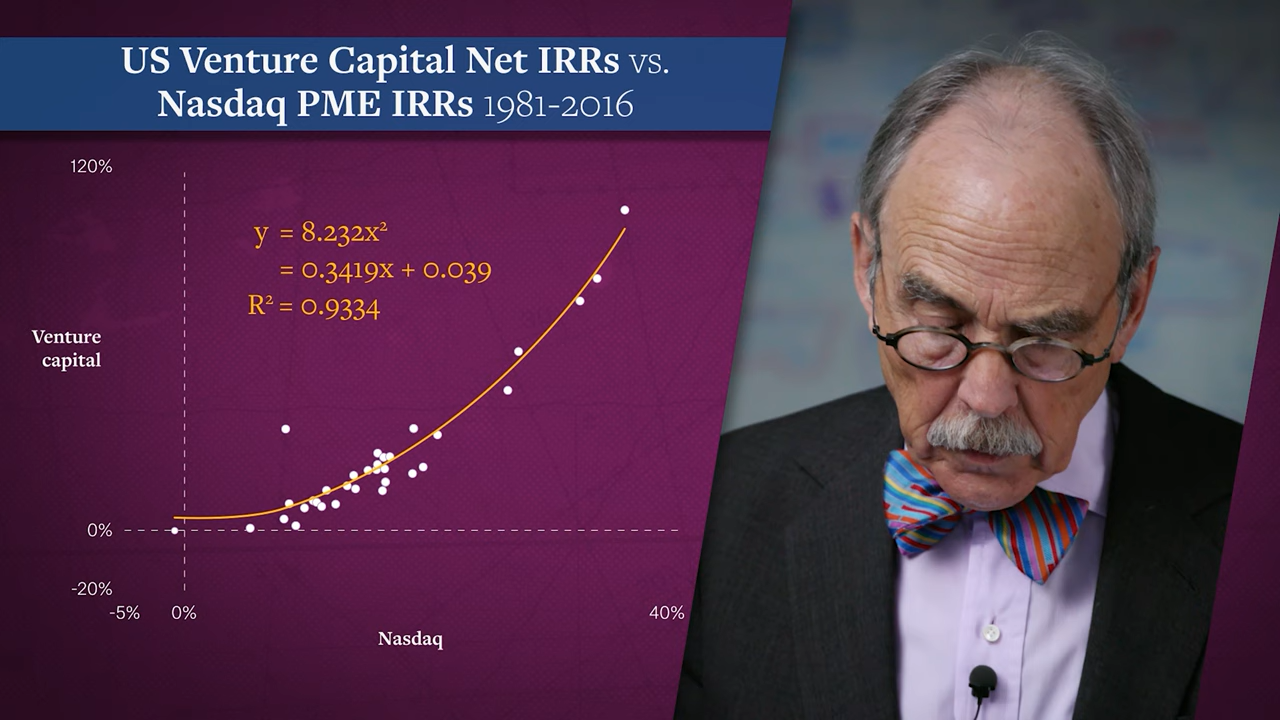 US Venture Capital Net IRRs vs.
Nasdaq PME IRRs 1981-2016
120%
y = 8.232x²
= 0.3419x + 0.039
R² = 0.9334
Venture
capital
0%
-20%
-5%
0%
40%
Nasdaq